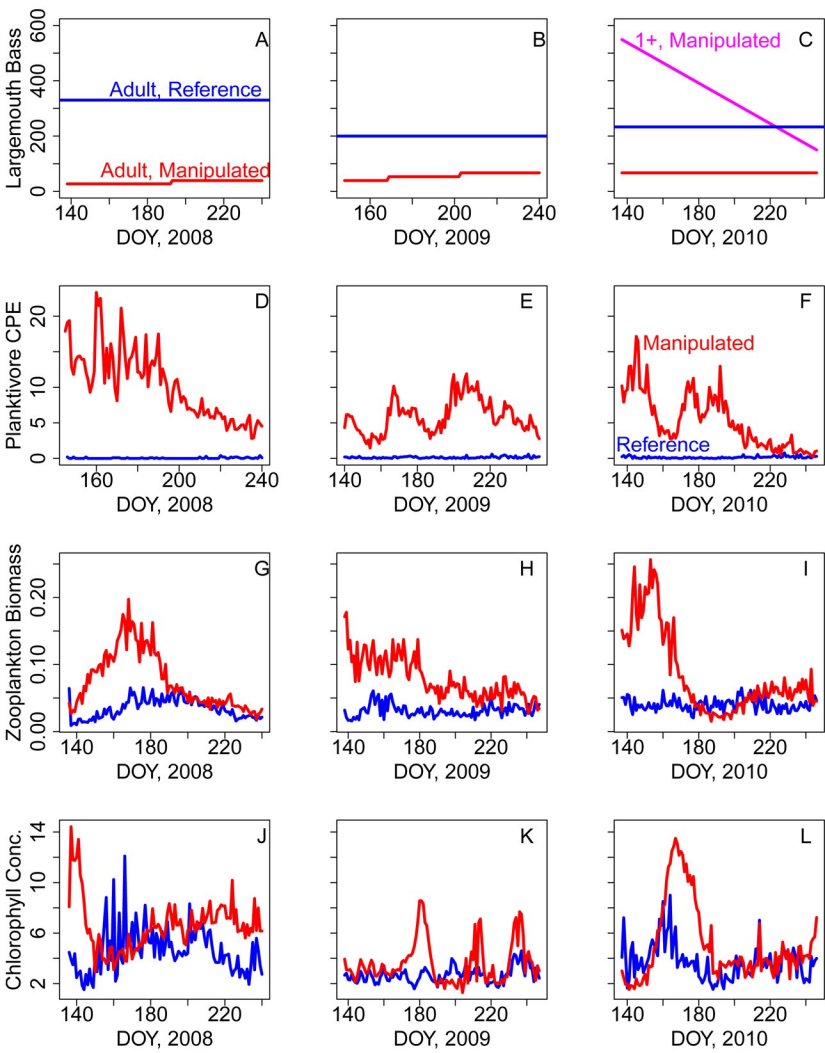 Largemouth Bass
0 200 400 600
A
Adult, Reference
Adult, Manipulated
140 180 220
DOY, 2008
B
160 200 240
DOY, 2009
C
1+, Manipulated
140 180 220
DOY, 2010
Planktivore CPE
0 5 10 20
D
160 200 240
DOY, 2008
E
140 180 220
DOY, 2009
F
Manipulated
Reference
140 180 220
DOY, 2010
Zooplankton Biomass
0.00 0.10 0.20
G
140 180 220
DOY, 2008
H
140 180 220
DOY, 2009
I
140 220
DOY, 2010
Chlorophyll Conc.
2 6 10 14
J
140 180 220
DOY, 2008
K
140 180 220
DOY, 2009
L
140 220
DOY, 2010